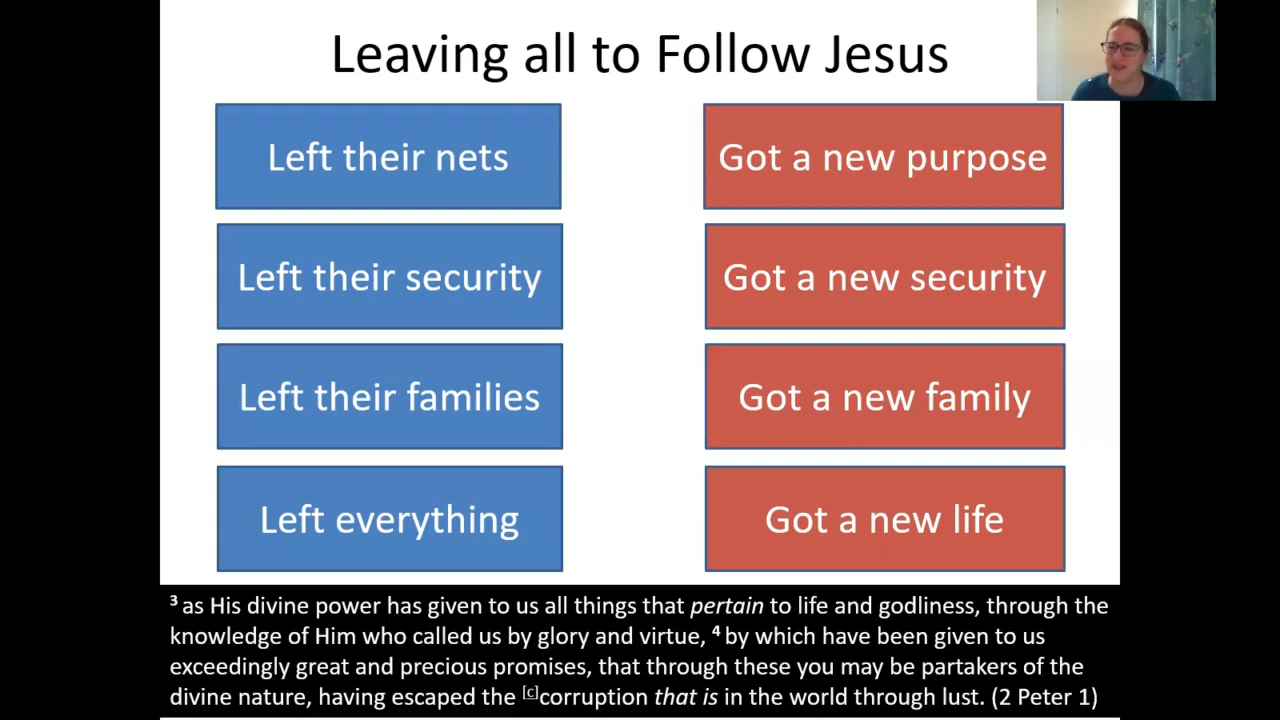 Leaving all to Follow Jesus
Left their nets
Got a new purpose
Left their security
Got a new security
Left their families
Got a new family
Left everything
Got a new life
3 as His divine power has given to us all things that pertain to life and godliness, through the
knowledge of Him who called us by glory and virtue, 4 by which have been given to us
exceedingly great and precious promises, that through these you may be partakers of the
divine nature, having escaped the [c]corruption that is in the world through lust. (2 Peter 1)